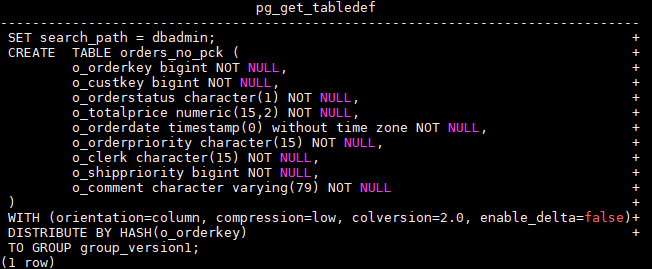 pg_get_tabledef
--------------------------------------------------------------------------------
SET search_path = dbadmin; +
CREATE  TABLE orders_no_pck ( +
o_orderkey bigint NOT NULL, +
o_custkey bigint NOT NULL, +
o_orderstatus character(1) NOT NULL, +
o_totalprice numeric(15,2) NOT NULL, +
o_orderdate timestamp(0) without time zone NOT NULL, +
o_orderpriority character(15) NOT NULL, +
o_clerk character(15) NOT NULL, +
o_shippriority bigint NOT NULL, +
o_comment character varying(79) NOT NULL +
) +
WITH (orientation=column, compression=low, colversion=2.0, enable_delta=false)+
DISTRIBUTE BY HASH(o_orderkey) +
TO GROUP group_version1;
(1 row)